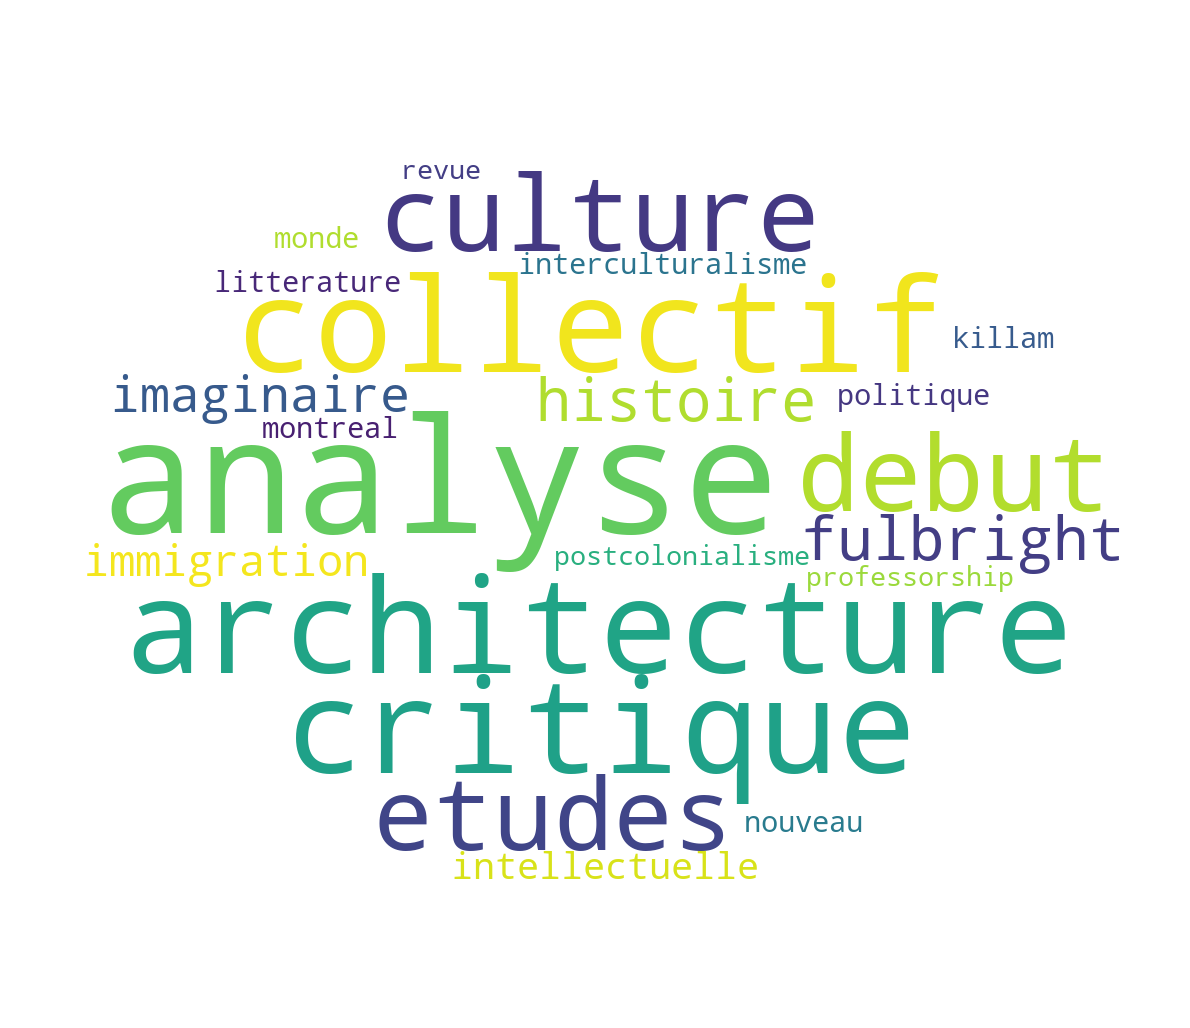 revue
culture
monde
interculturalisme
litterature
collectif
killam
imaginaire
histoire
politique
montreal
analyse
debut
fulbright
immigration
postcolonialisme
professorship
architecture
critique
etudes
nouveau
intellectuelle